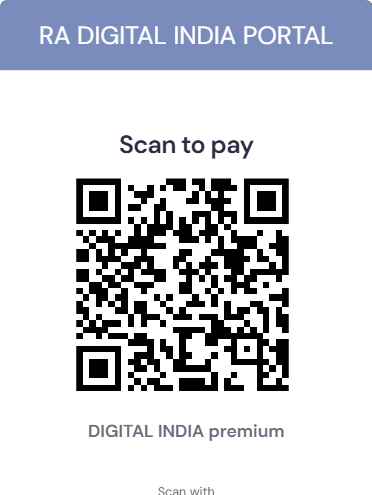 RA DIGITAL INDIA PORTAL
Scan to pay
DIGITAL INDIA premium
Scan with